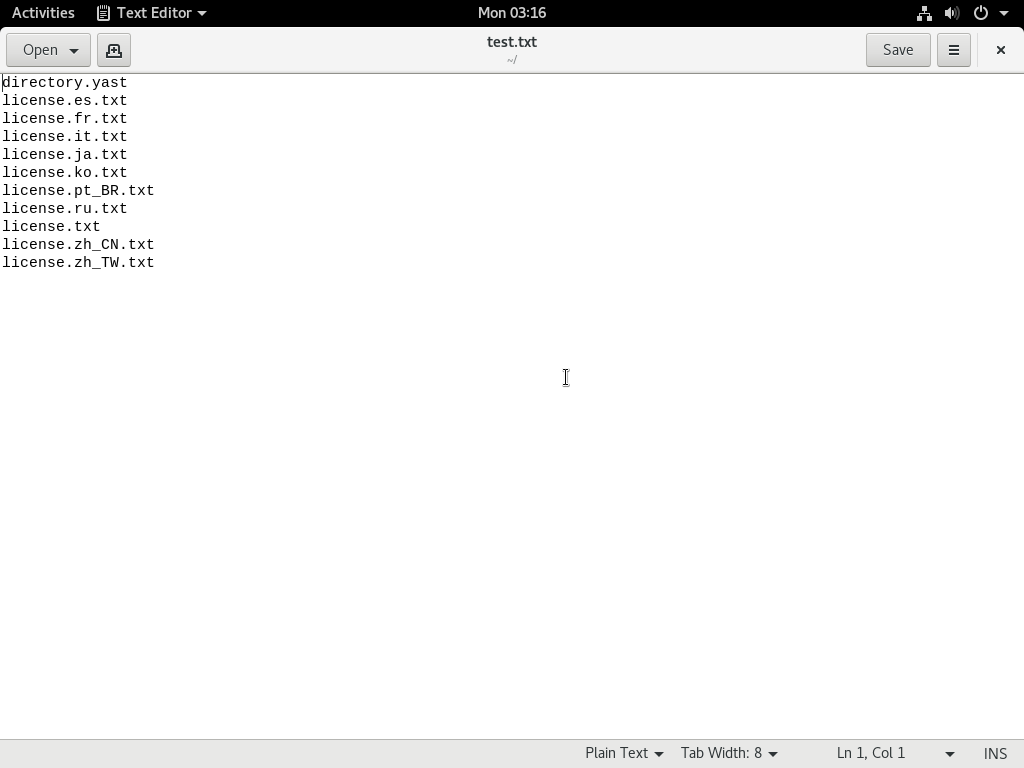 Activities Text Editor Mon 03:16
Open test.txt Save
~/
directory.yast
license.es.txt
license.fr.txt
license.it.txt
license.ja.txt
license.ko.txt
license.pt_BR.txt
license.ru.txt
license.txt
license.zh_CN.txt
license.zh_TW.txt
Plain Text Tab Width: 8 Ln 1, Col 1 INS